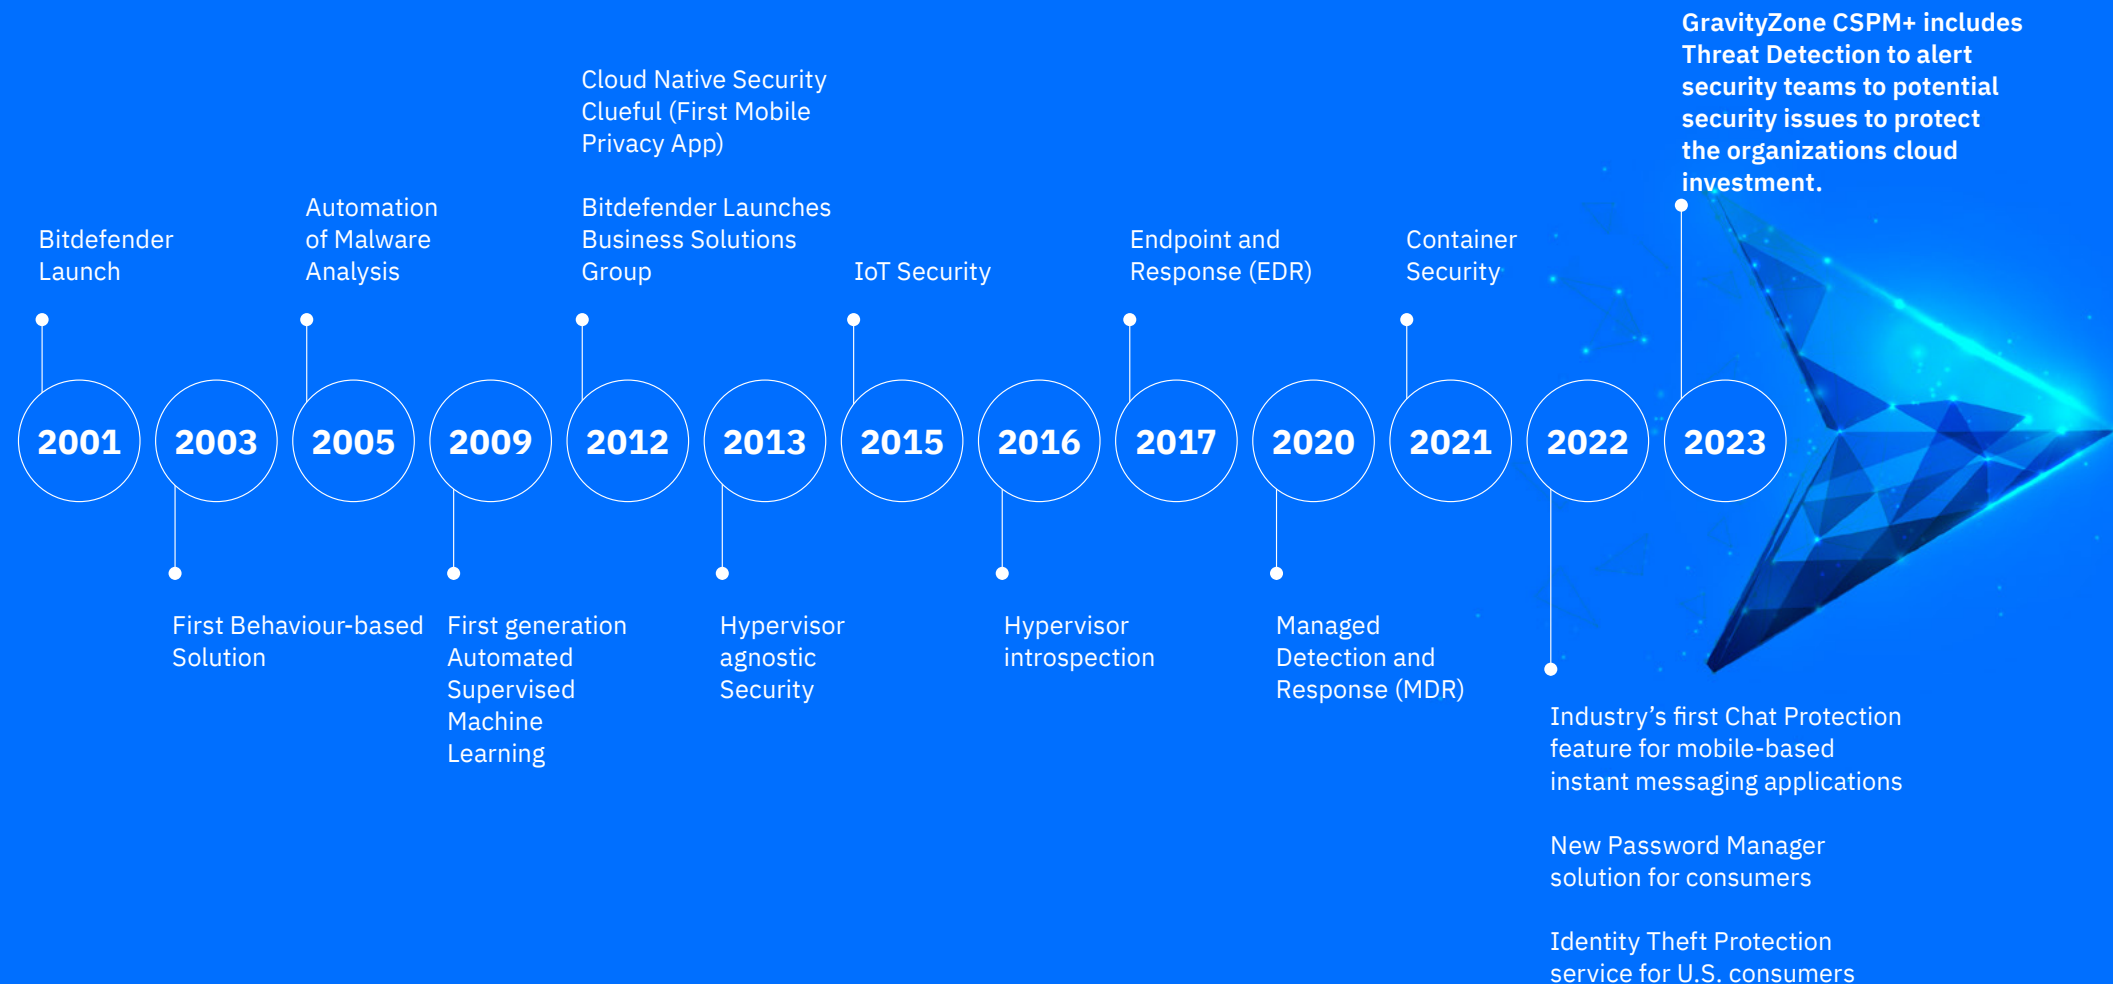 GravityZone CSPM+ includes
Threat Detection to alert
security teams to potential
security issues to protect
the organizations cloud
investment.
Cloud Native Security
Clueful (First Mobile
Privacy App)
Bitdefender Launches
Business Solutions
Group
Bitdefender
Launch
Automation
of Malware
Analysis
IoT Security
Endpoint and
Response (EDR)
Container
Security
2001
2003
2005
2009
2012
2013
2015
2016
2017
2020
2021
2022
2023
First Behaviour-based
Solution
First generation
Automated
Supervised
Machine
Learning
Hypervisor
agnostic
Security
Hypervisor
introspection
Managed
Detection and
Response (MDR)
Industry’s first Chat Protection
feature for mobile-based
instant messaging applications
New Password Manager
solution for consumers
Identity Theft Protection
service for U.S. consumers